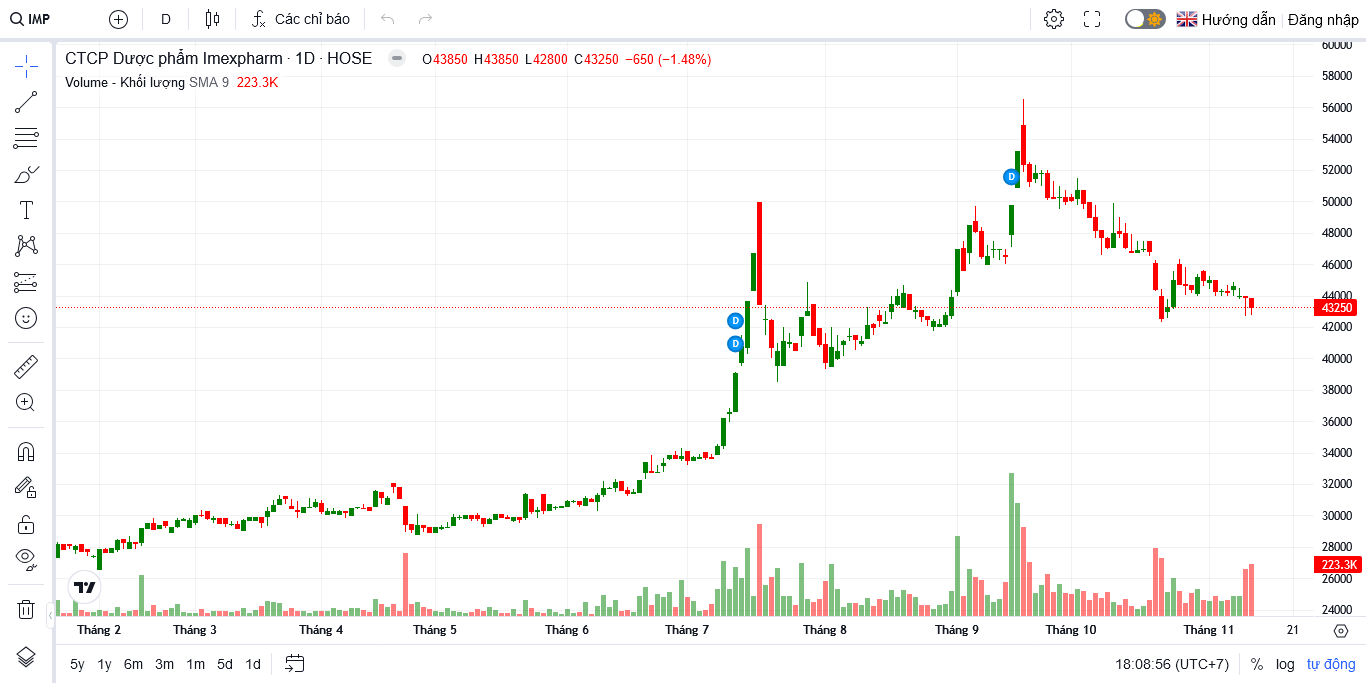 IMP D Các chỉ báo Hướng dẫn Đăng nhập
CTCP Dược phẩm Imexpharm · 1D · HOSE O43850 H43850 L42800 C43250 −650 (−1.48%)
Volume - Khối lượng SMA 9 223.3K
60000
58000
56000
54000
52000
50000
48000
46000
44000
43250
42000
40000
38000
36000
34000
32000
30000
28000
223.3K
26000
24000
D
D
D
Tháng 2 Tháng 3 Tháng 4 Tháng 5 Tháng 6 Tháng 7 Tháng 8 Tháng 9 Tháng 10 Tháng 11 21
5y 1y 6m 3m 1m 5d 1d 18:08:56 (UTC+7) % log tự động